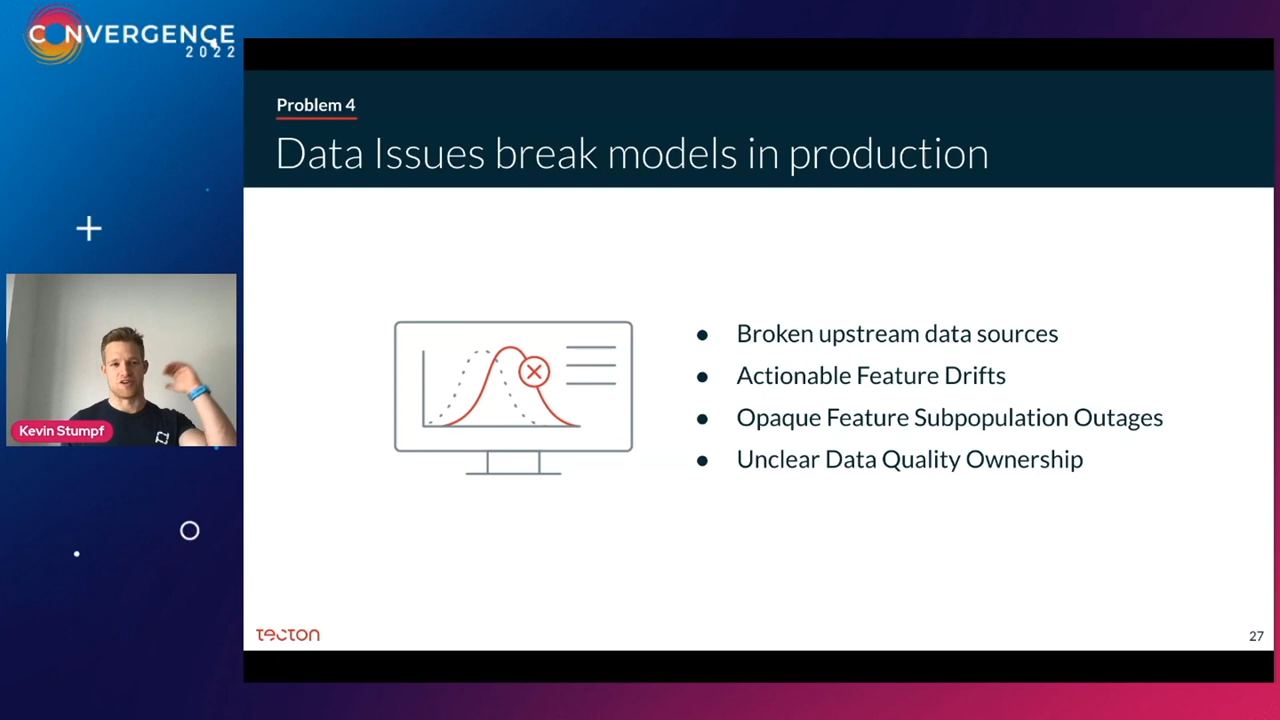 CONVERGENCE
2022
Problem 4
Data Issues break models in production
Kevin Stumpf
● Broken upstream data sources
● Actionable Feature Drifts
● Opaque Feature Subpopulation Outages
● Unclear Data Quality Ownership
tecton
27